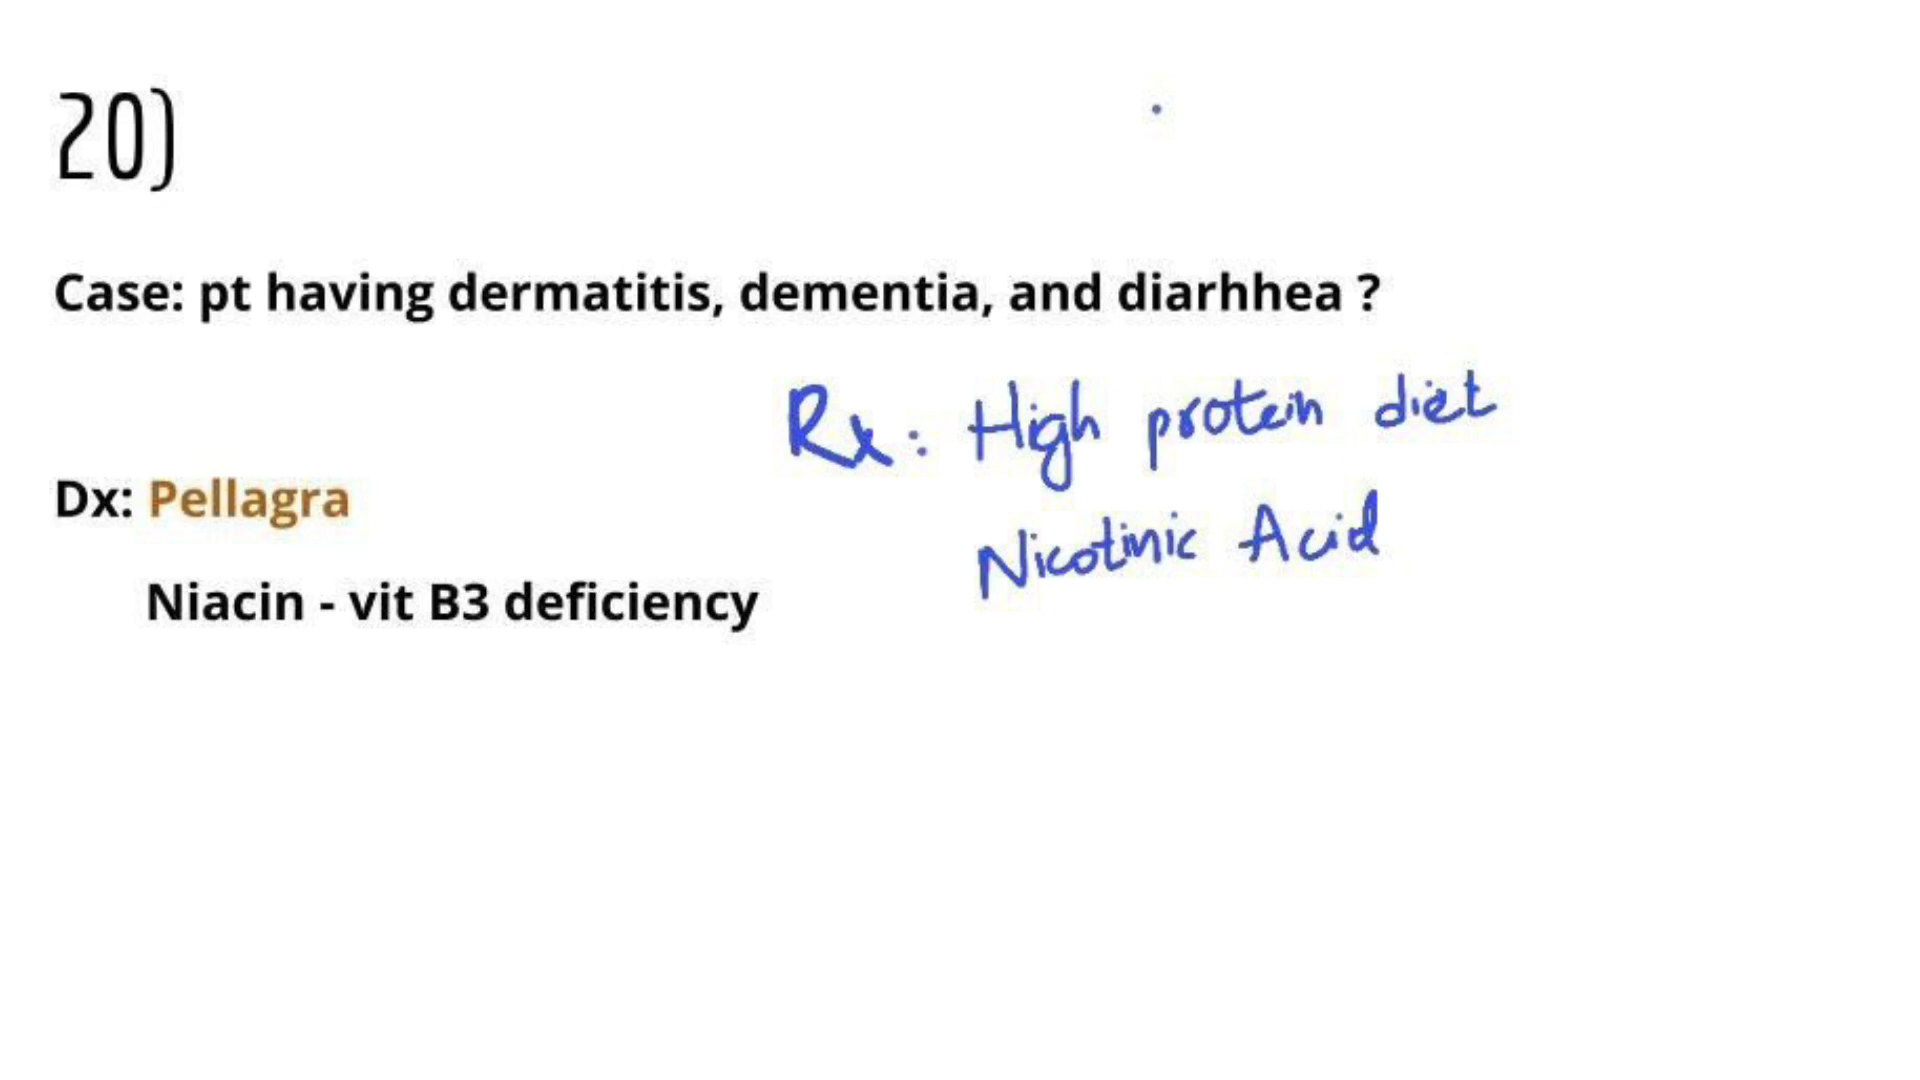 20)
Case: pt having dermatitis, dementia, and diarhhea ?
Rx: High protein diet
Dx: Pellagra
Nicotinic Acid
Niacin - vit B3 deficiency